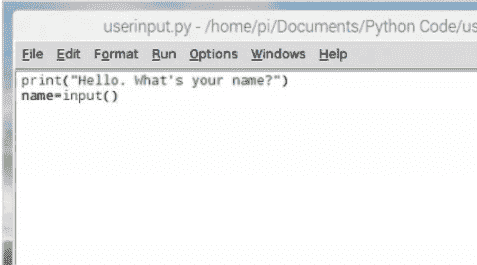 userinput.py - /home/pi/Documents/Python Code/us
File Edit Format Run Options Windows Help
print("Hello. What's your name?")
name=input()